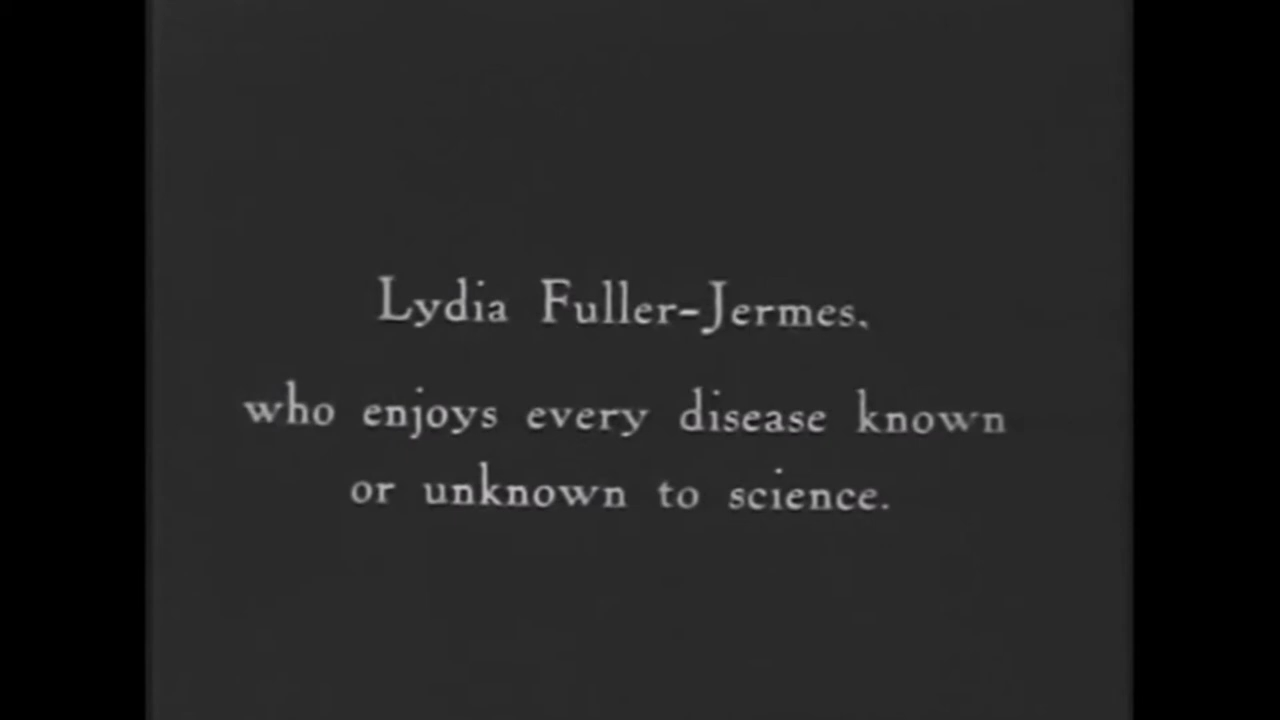 Lydia Fuller-Jermes,
who enjoys every disease known
or unknown to science.